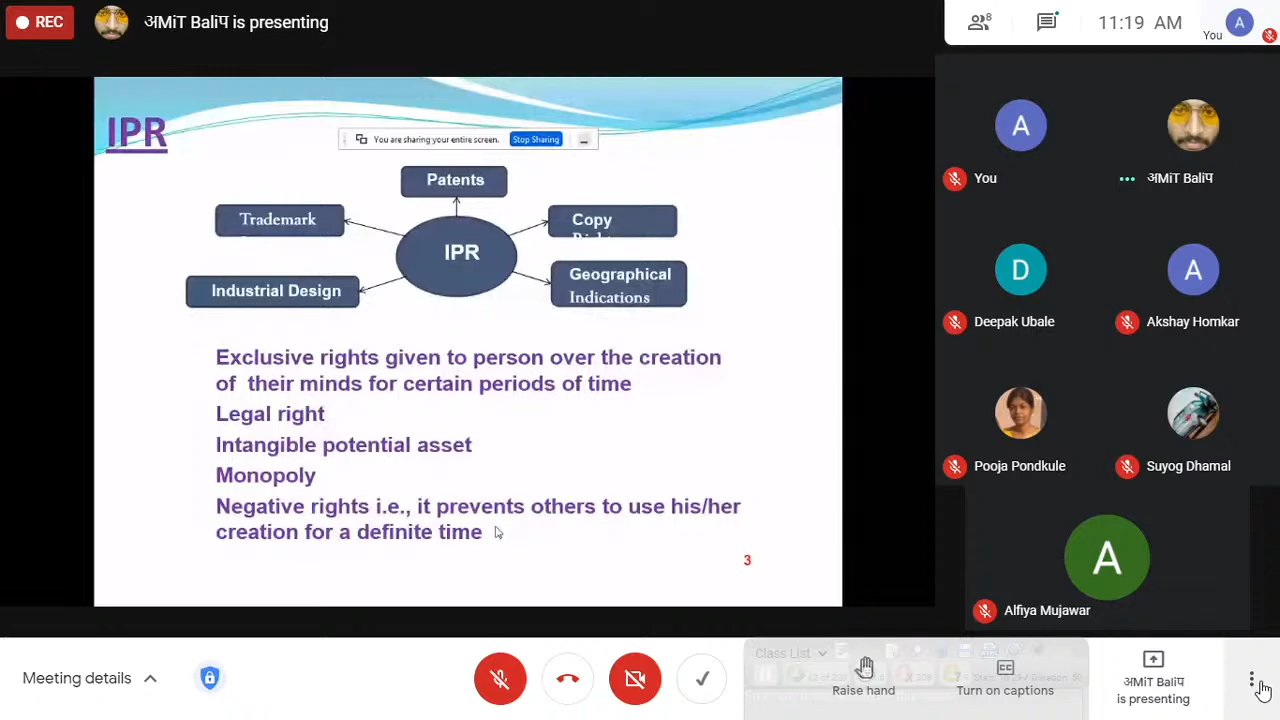 REC
अMiT Baliप is presenting
8
11:19 AM
You
A
IPR
You are sharing your entire screen.
Stop Sharing
Patents
Trademark
Copy
IPR
Geographical
Indications
Industrial Design
Exclusive rights given to person over the creation
of their minds for certain periods of time
Legal right
Intangible potential asset
Monopoly
Negative rights i.e., it prevents others to use his/her
creation for a definite time
3
A
You
अMiT Baliप
D
A
Deepak Ubale
Akshay Homkar
Pooja Pondkule
Suyog Dhamal
A
Alfiya Mujawar
Meeting details
Class List
Raise hand
CC
Turn on captions
अMiT Baliप
is presenting